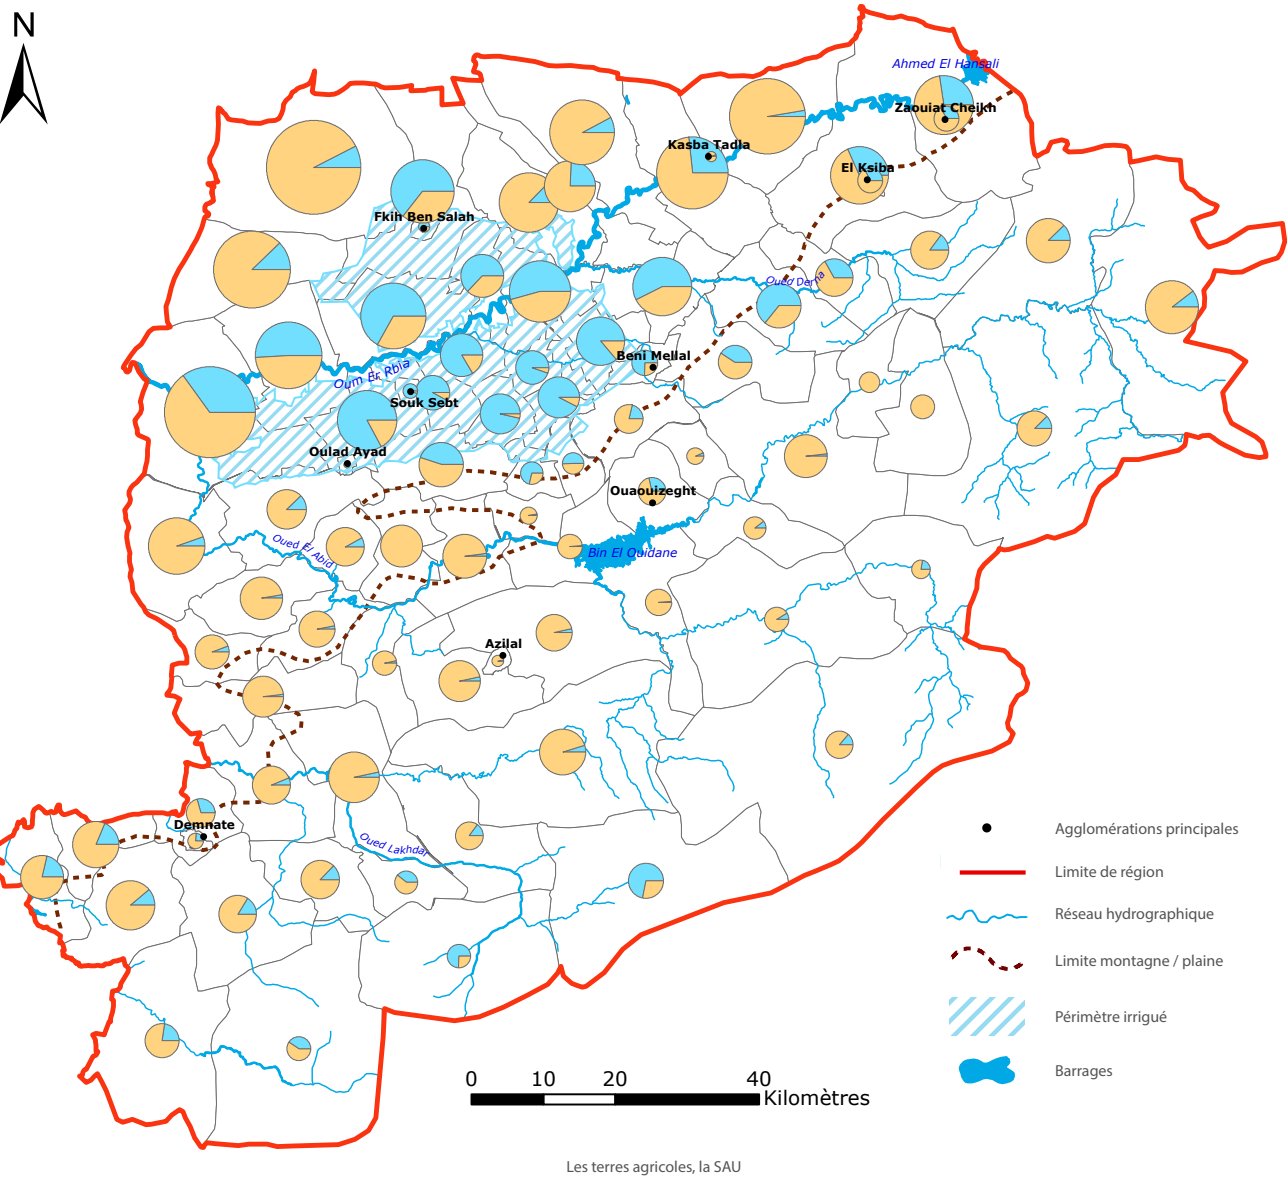 N
Ahmed El Hansali
Zaouiat Cheikh
Kasba Tadla
El Ksiba
Fkih Ben Salah
Oued Derna
Beni Mellal
Oum Er Rbia
Souk Sebt
Oulad Ayad
Ouaouizeght
Oued El Abid
Bin El Ouidane
Azilal
Demnate
Oued Lakhdar
Agglomérations principales
Limite de région
Réseau hydrographique
Limite montagne / plaine
Périmètre irrigué
Barrages
0 10 20 40
Kilomètres
Les terres agricoles, la SAU